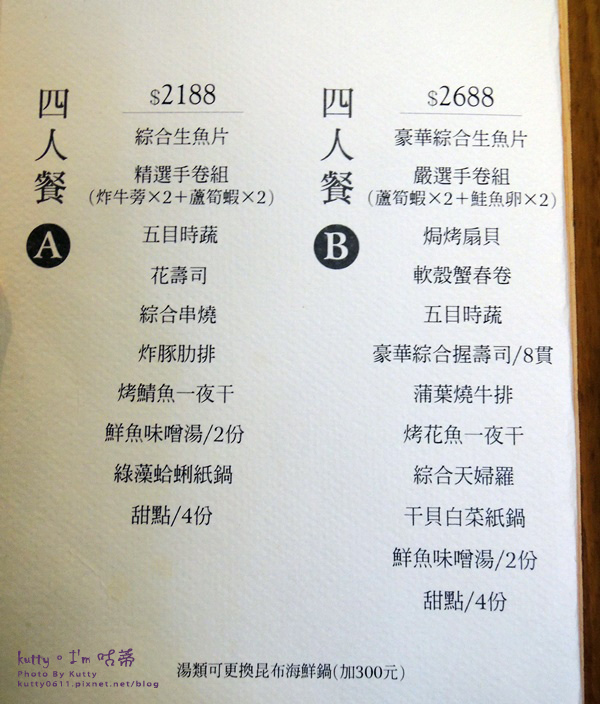 四人餐 A
$2188
綜合生魚片
精選手卷組
(炸牛蒡×2+蘆筍蝦×2)
五目時蔬
花壽司
綜合串燒
炸豚肋排
烤鯖魚一夜干
鮮魚味噌湯/2份
綠藻蛤蜊紙鍋
甜點/4份
四人餐 B
$2688
豪華綜合生魚片
嚴選手卷組
(蘆筍蝦×2+鮭魚卵×2)
焗烤扇貝
軟殼蟹春卷
五目時蔬
豪華綜合握壽司/8貫
蒲葉燒牛排
烤花魚一夜干
綜合天婦羅
干貝白菜紙鍋
鮮魚味噌湯/2份
甜點/4份
湯類可更換昆布海鮮鍋(加300元)
kutty。I'm 咕蒂
Photo By Kutty
kutty0611.pixnet.net/blog